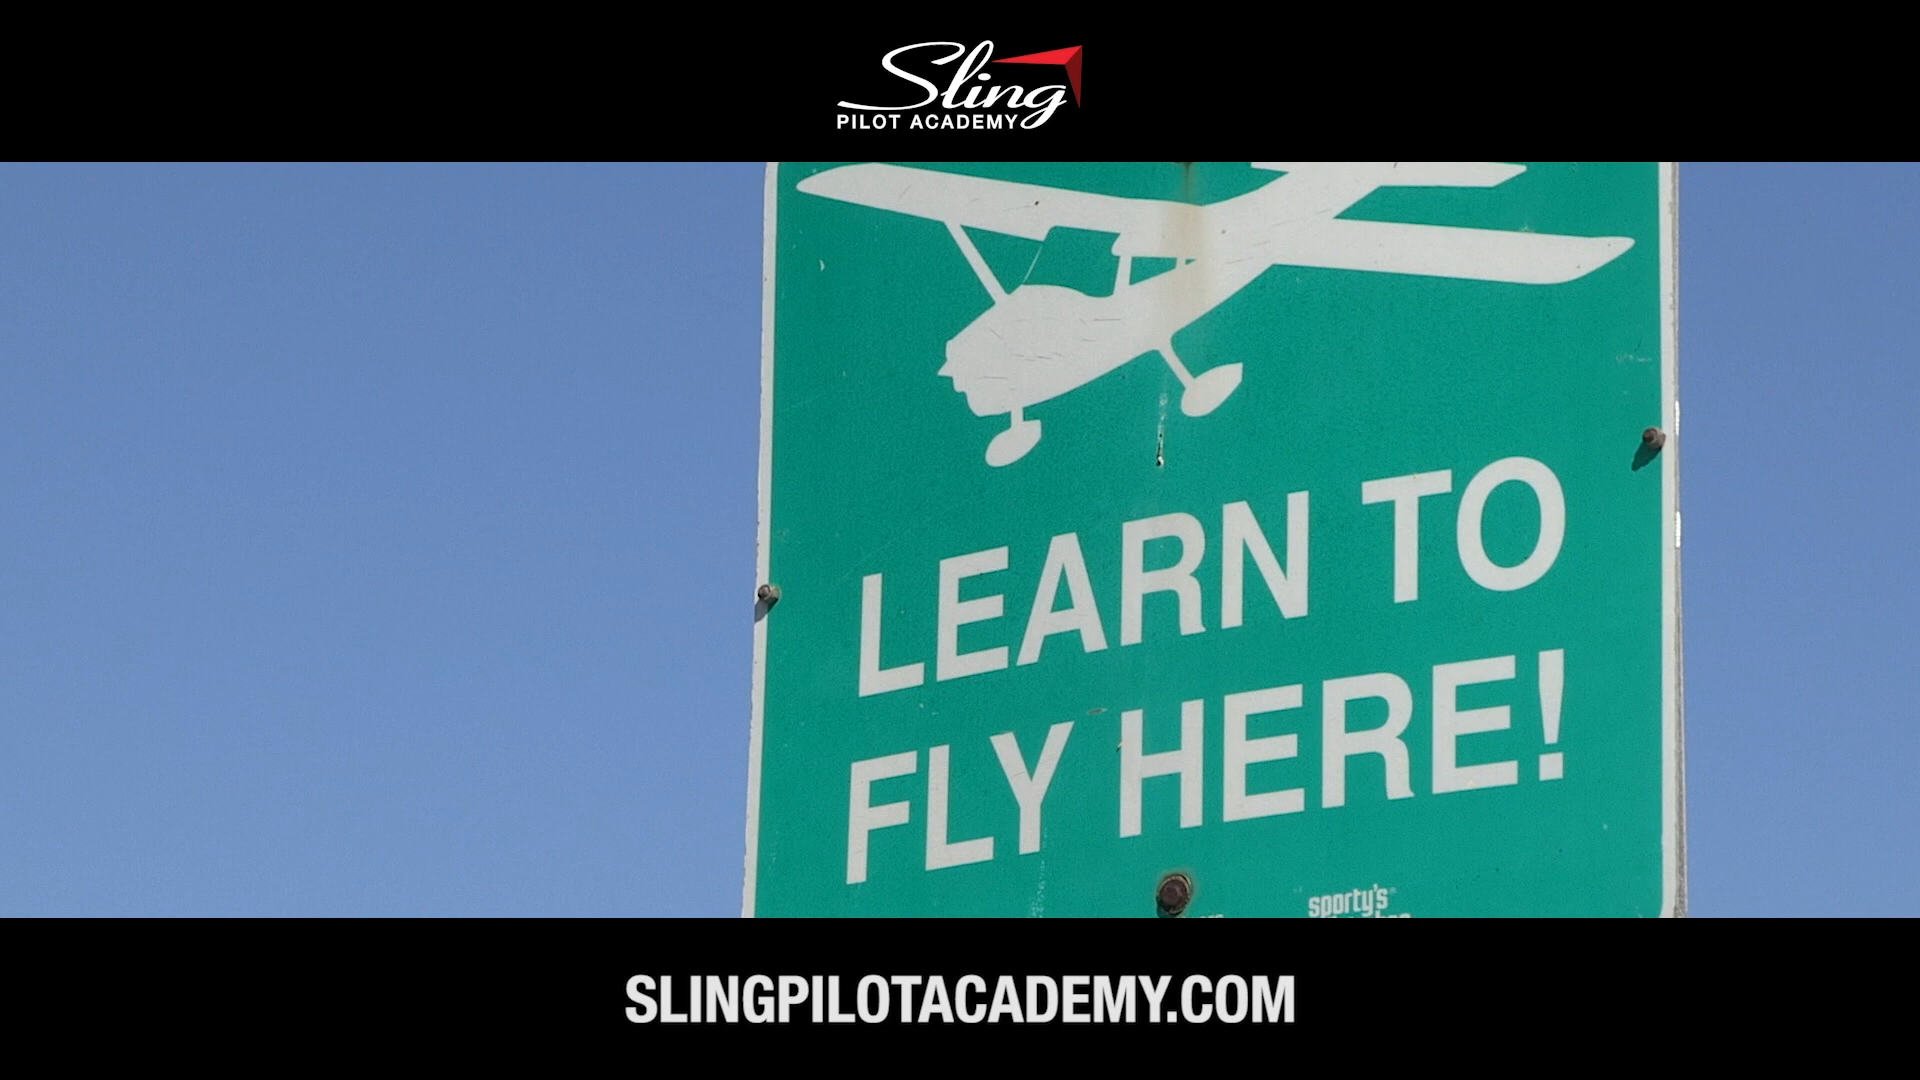 Sling
PILOT ACADEMY
LEARN TO
FLY HERE!
sporty's
SLINGPILOTACADEMY.COM